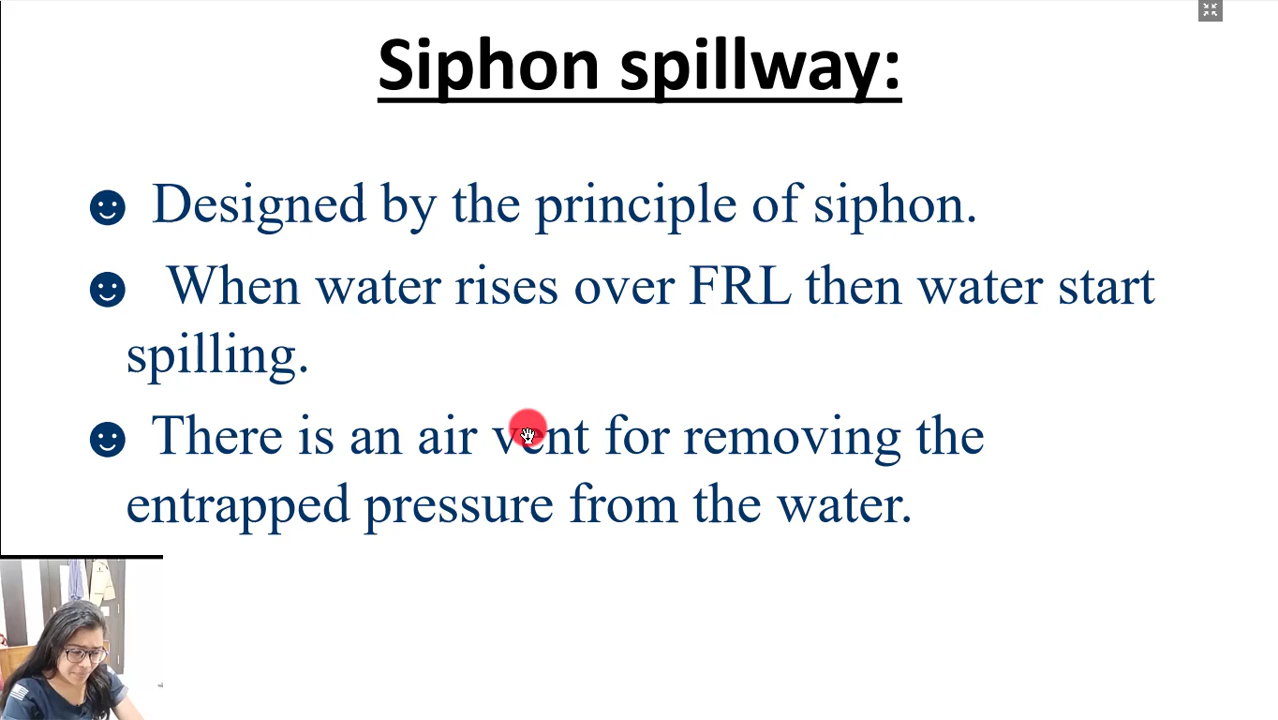 Siphon spillway:
☻ Designed by the principle of siphon.
☻ When water rises over FRL then water start
spilling.
☻ There is an air vent for removing the
entrapped pressure from the water.